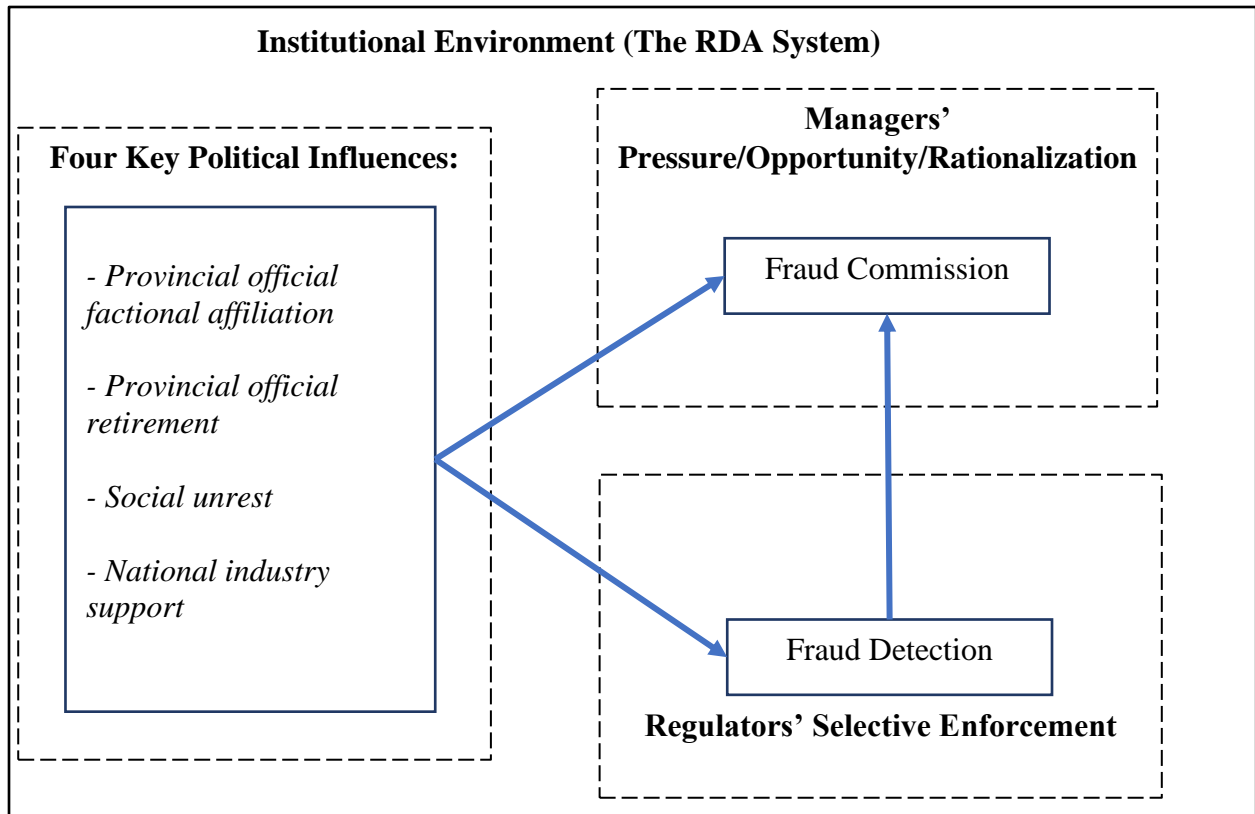 Institutional Environment (The RDA System)
Four Key Political Influences:
- Provincial official
factional affiliation
- Provincial official
retirement
- Social unrest
- National industry
support
Managers’
Pressure/Opportunity/Rationalization
Fraud Commission
Fraud Detection
Regulators’ Selective Enforcement